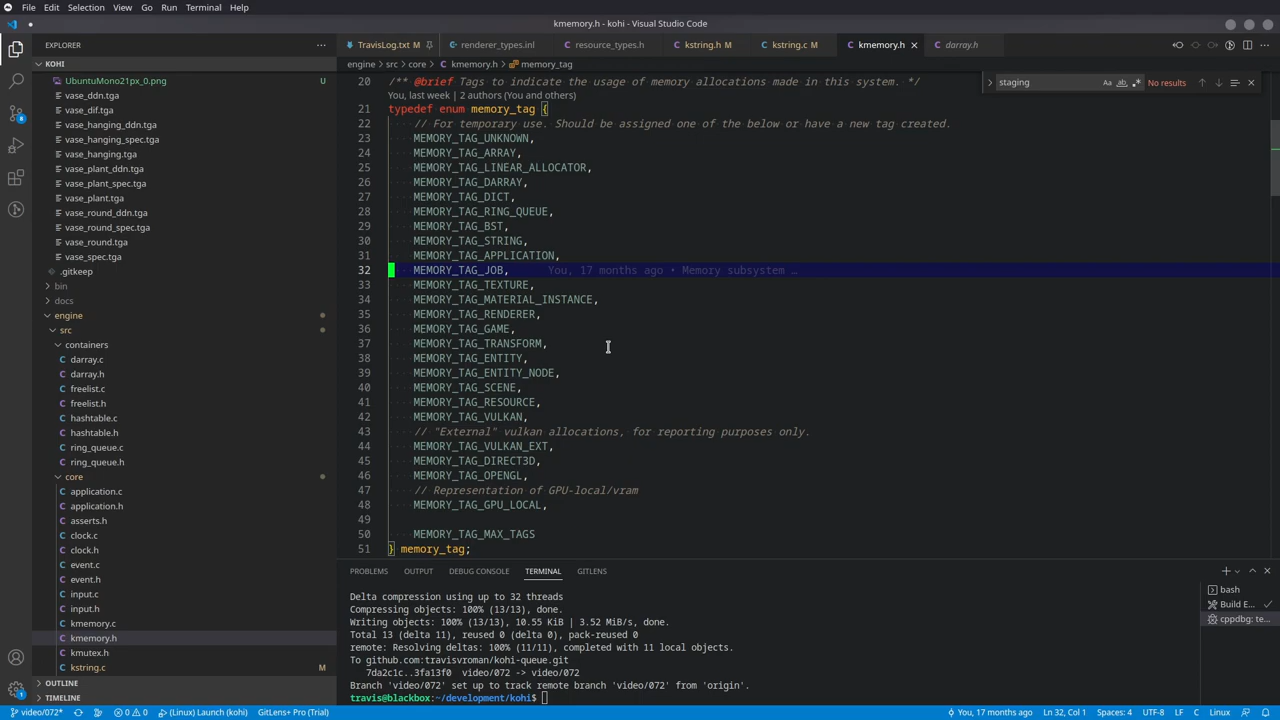 File Edit Selection View Go Run Terminal Help
kmemory.h - kohi - Visual Studio Code
EXPLORER
KOHI
UbuntuMono21px_0.png U
vase_ddn.tga
vase_dif.tga
vase_hanging_ddn.tga
vase_hanging_spec.tga
vase_hanging.tga
vase_plant_ddn.tga
vase_plant_spec.tga
vase_plant.tga
vase_round_ddn.tga
vase_round_spec.tga
vase_round.tga
vase_spec.tga
.gitkeep
bin
docs
engine
src
containers
darray.c
darray.h
freelist.c
freelist.h
hashtable.c
hashtable.h
ring_queue.c
ring_queue.h
core
application.c
application.h
asserts.h
clock.c
clock.h
event.c
event.h
input.c
input.h
kmemory.c
kmemory.h
kmutex.h
kstring.c M
OUTLINE
TIMELINE
TravisLog.txt M renderer_types.inl resource_types.h kstring.h M kstring.c M kmemory.h darray.h
engine > src > core > kmemory.h > memory_tag
staging No results
20 /** @brief Tags to indicate the usage of memory allocations made in this system. */
You, last week | 2 authors (You and others)
21 typedef enum memory_tag {
22 // For temporary use. Should be assigned one of the below or have a new tag created.
23 MEMORY_TAG_UNKNOWN,
24 MEMORY_TAG_ARRAY,
25 MEMORY_TAG_LINEAR_ALLOCATOR,
26 MEMORY_TAG_DARRAY,
27 MEMORY_TAG_DICT,
28 MEMORY_TAG_RING_QUEUE,
29 MEMORY_TAG_BST,
30 MEMORY_TAG_STRING,
31 MEMORY_TAG_APPLICATION,
32 MEMORY_TAG_JOB, You, 17 months ago • Memory subsystem …
33 MEMORY_TAG_TEXTURE,
34 MEMORY_TAG_MATERIAL_INSTANCE,
35 MEMORY_TAG_RENDERER,
36 MEMORY_TAG_GAME,
37 MEMORY_TAG_TRANSFORM,
38 MEMORY_TAG_ENTITY,
39 MEMORY_TAG_ENTITY_NODE,
40 MEMORY_TAG_SCENE,
41 MEMORY_TAG_RESOURCE,
42 MEMORY_TAG_VULKAN,
43 // "External" vulkan allocations, for reporting purposes only.
44 MEMORY_TAG_VULKAN_EXT,
45 MEMORY_TAG_DIRECT3D,
46 MEMORY_TAG_OPENGL,
47 // Representation of GPU-local/vram
48 MEMORY_TAG_GPU_LOCAL,
49
50 MEMORY_TAG_MAX_TAGS
51 } memory_tag;
PROBLEMS OUTPUT DEBUG CONSOLE TERMINAL GITLENS
Delta compression using up to 32 threads
Compressing objects: 100% (13/13), done.
Writing objects: 100% (13/13), 10.55 KiB | 3.52 MiB/s, done.
Total 13 (delta 11), reused 0 (delta 0), pack-reused 0
remote: Resolving deltas: 100% (11/11), completed with 11 local objects.
To github.com:travisvroman/kohi-queue.git
7da2c1c..3fa13f0 video/072 -> video/072
Branch 'video/072' set up to track remote branch 'video/072' from 'origin'.
travis@blackbox:~/development/kohi$
bash
Build E...
cppdbg: te...
video/072* 0 0 (Linux) Launch (kohi) GitLens+ Pro (Trial) You, 17 months ago Ln 32, Col 1 Spaces: 4 UTF-8 LF C Linux